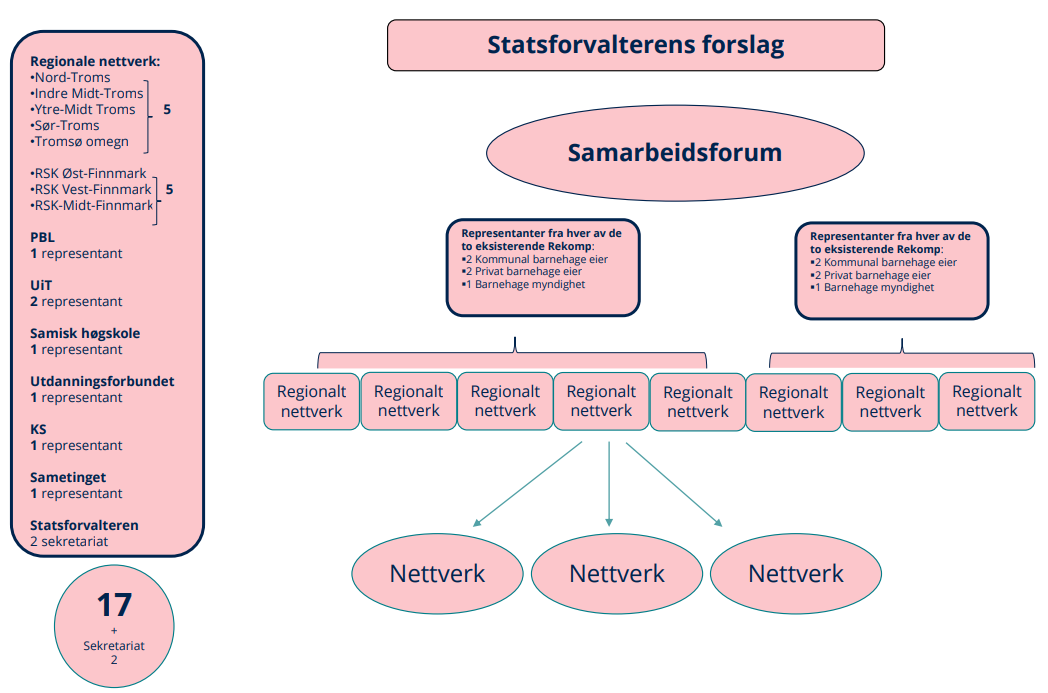 Statsforvalterens forslag
Regionale nettverk:
•Nord-Troms
•Indre Midt-Troms
•Ytre-Midt Troms
•Sør-Troms
•Tromsø omegn
5
•RSK Øst-Finnmark
•RSK Vest-Finnmark
•RSK-Midt-Finnmark
5
PBL
1 representant
UiT
2 representant
Samisk høgskole
1 representant
Utdanningsforbundet
1 representant
KS
1 representant
Sametinget
1 representant
Statsforvalteren
2 sekretariat
17
+
Sekretariat
2
Samarbeidsforum
Representanter fra hver av de
to eksisterende Rekomp:
▪2 Kommunal barnehage eier
▪2 Privat barnehage eier
▪1 Barnehage myndighet
Representanter fra hver av de
to eksisterende Rekomp:
▪2 Kommunal barnehage eier
▪2 Privat barnehage eier
▪1 Barnehage myndighet
Regionalt
nettverk
Regionalt
nettverk
Regionalt
nettverk
Regionalt
nettverk
Regionalt
nettverk
Regionalt
nettverk
Regionalt
nettverk
Regionalt
nettverk
Nettverk
Nettverk
Nettverk